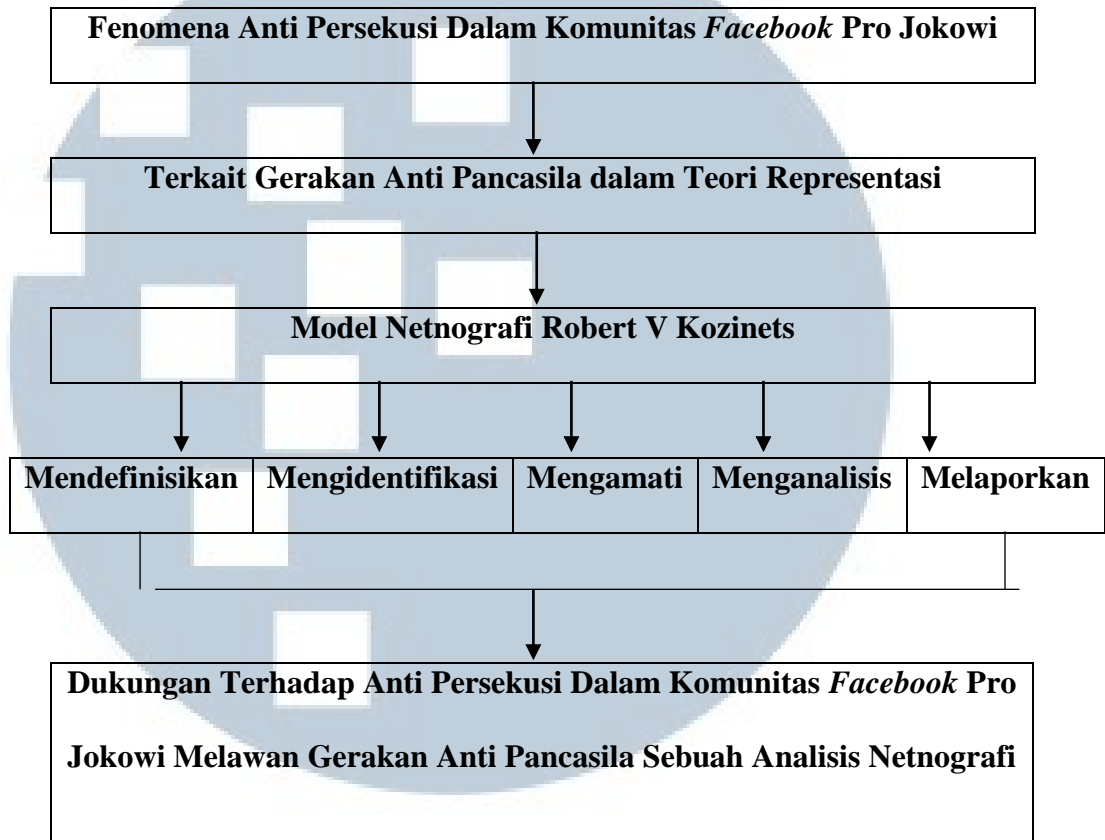 Fenomena Anti Persekusi Dalam Komunitas Facebook Pro Jokowi
Terkait Gerakan Anti Pancasila dalam Teori Representasi
Model Netnografi Robert V Kozinets
Mendefinisikan Mengidentifikasi Mengamati Menganalisis Melaporkan
Dukungan Terhadap Anti Persekusi Dalam Komunitas Facebook Pro
Jokowi Melawan Gerakan Anti Pancasila Sebuah Analisis Netnografi